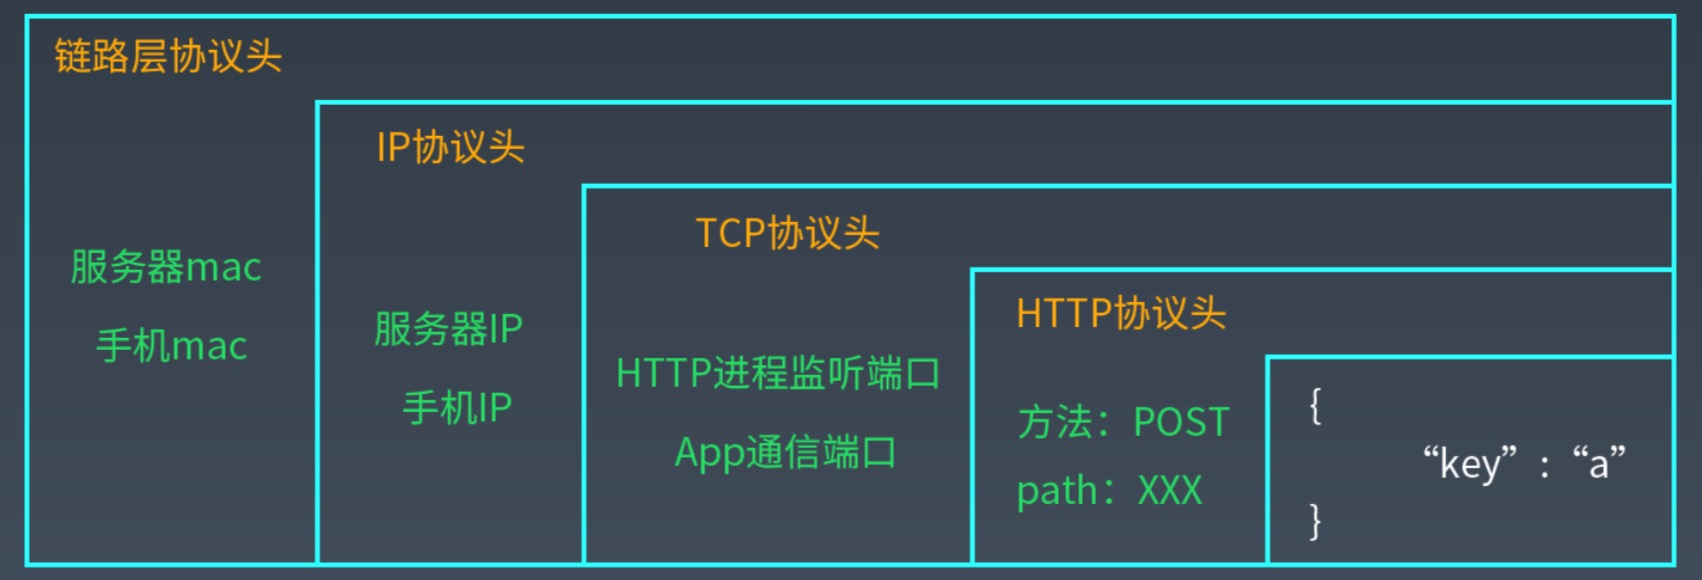 链路层协议头
服务器mac
手机mac
IP协议头
服务器IP
手机IP
TCP协议头
HTTP进程监听端口
App通信端口
HTTP协议头
方法：POST
path：XXX
{
“key”：“a”
}